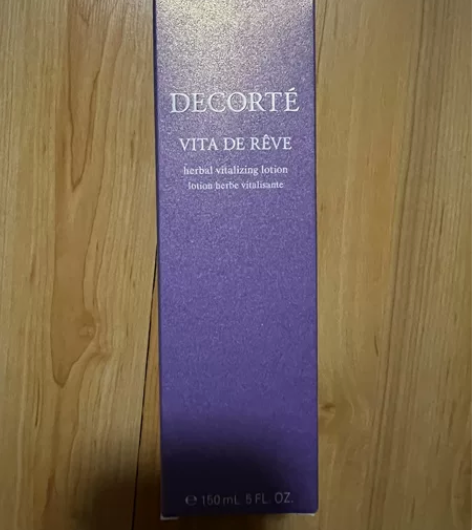 DECORTÉ
VITA DE RÊVE
herbal vitalizing lotion
lotion herbe vitalisante
℮ 150 mL 5 FL. OZ.